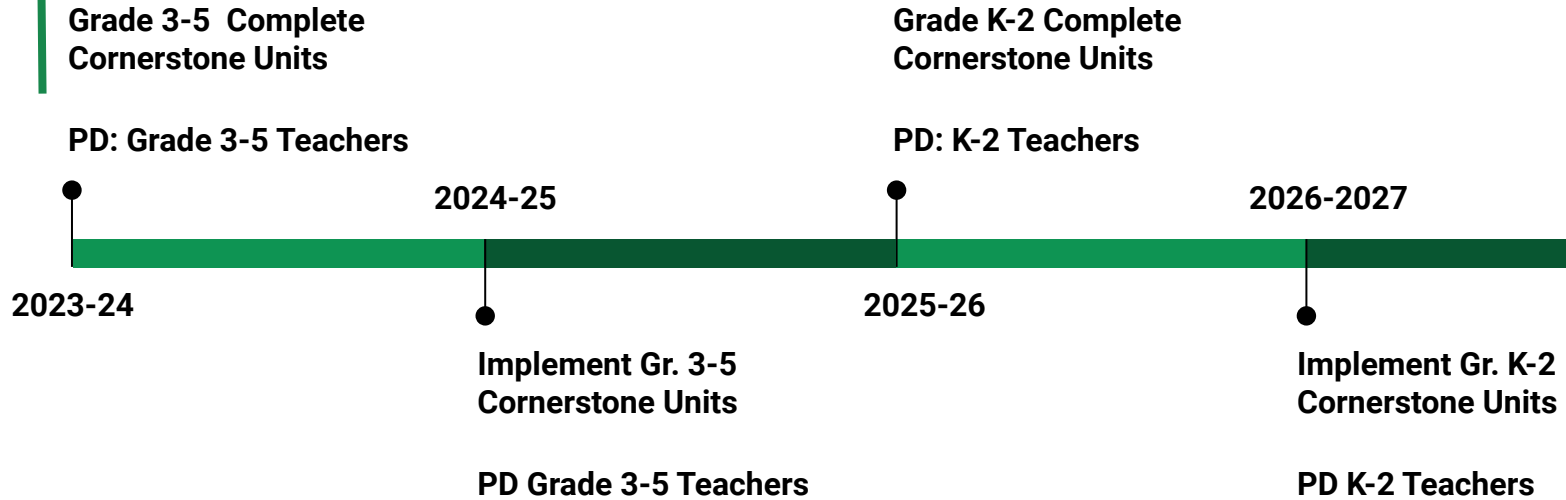 Grade 3-5  Complete
Cornerstone Units
PD: Grade 3-5 Teachers
Grade K-2 Complete
Cornerstone Units
PD: K-2 Teachers
2024-25
2026-2027
2023-24
2025-26
Implement Gr. 3-5
Cornerstone Units
PD Grade 3-5 Teachers
Implement Gr. K-2
Cornerstone Units
PD K-2 Teachers